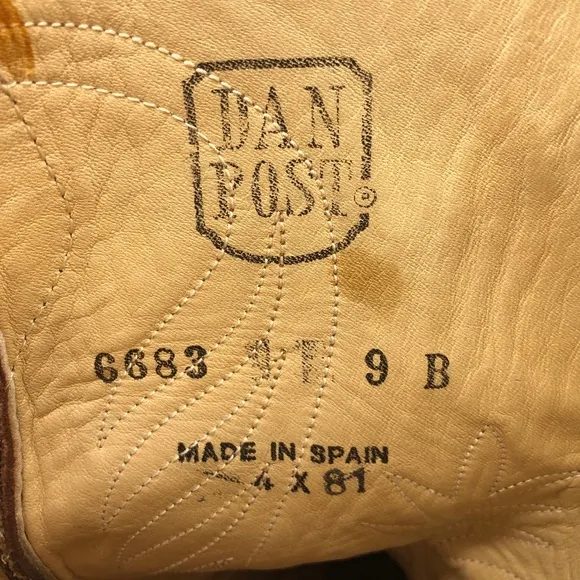 DAN
POST®
6683 9 B
MADE IN SPAIN
4 X 81